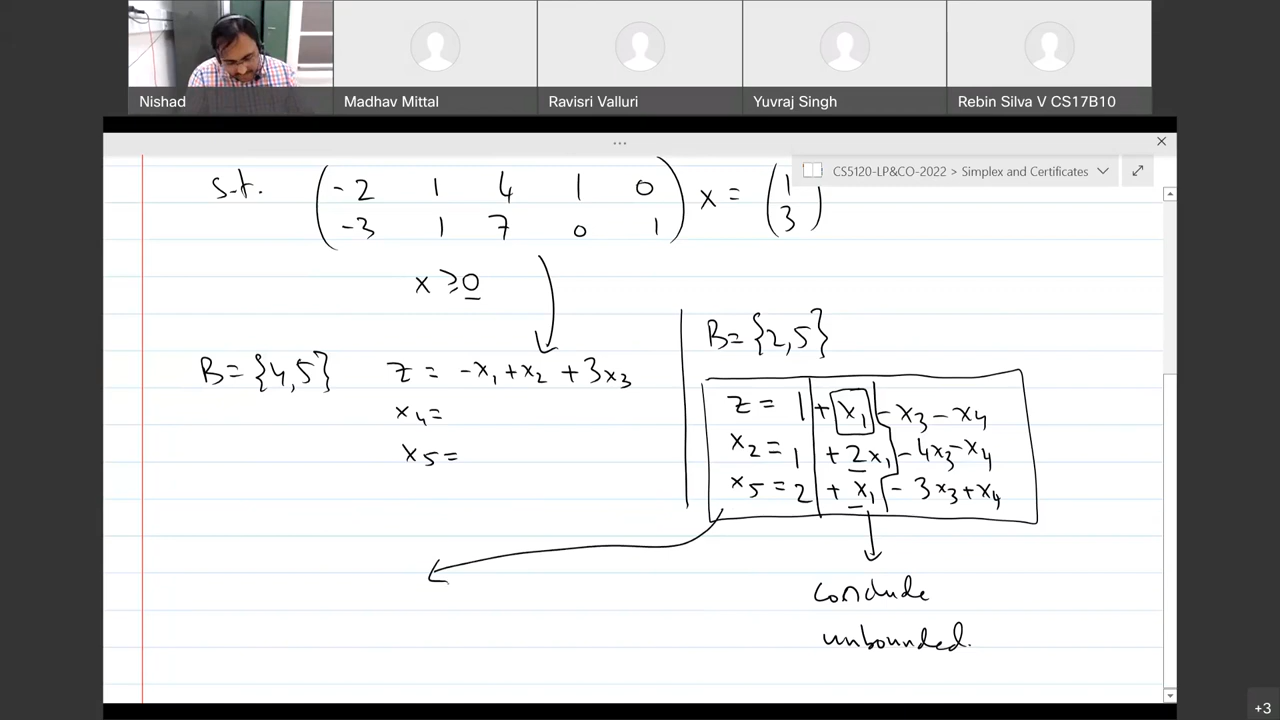 Nishad
Madhav Mittal
Ravisri Valluri
Yuvraj Singh
Rebin Silva V CS17B10
CS5120-LP&CO-2022 > Simplex and Certificates
s.t. ( -2 1 4 1 0 ) x = ( 1 )
( -3 1 7 0 1 ) ( 3 )
x ≥ 0
B = {4,5}
z = -x₁ + x₂ + 3x₃
x₄ =
x₅ =
B = {2,5}
z = 1 + x₁ - x₃ - x₄
x₂ = 1 + 2x₁ - 4x₃ - x₄
x₅ = 2 + x₁ - 3x₃ + x₄
conclude
unbounded.
+3